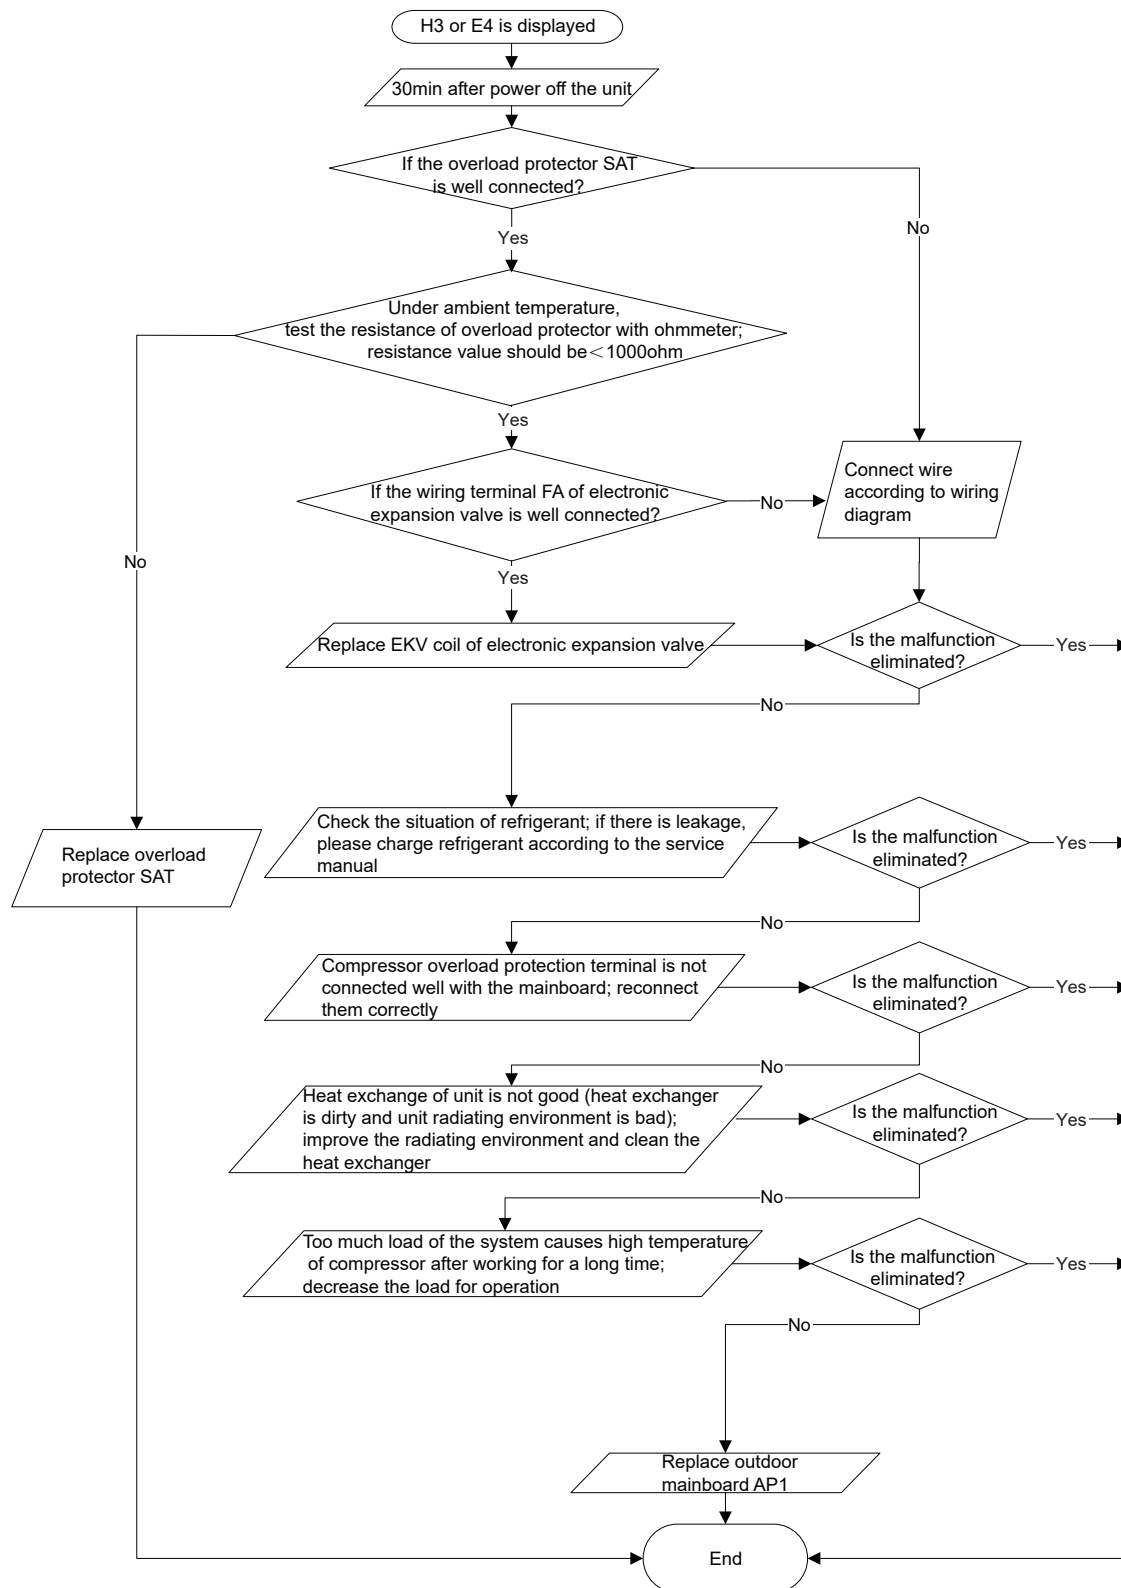 H3 or E4 is displayed
30min after power off the unit
If the overload protector SAT
is well connected?
No
Yes
Under ambient temperature,
test the resistance of overload protector with ohmmeter;
resistance value should be<1000ohm
Yes
If the wiring terminal FA of electronic
expansion valve is well connected?
No
Connect wire
according to wiring
diagram
No
Yes
Replace EKV coil of electronic expansion valve
Is the malfunction
eliminated?
Yes
No
Check the situation of refrigerant; if there is leakage,
please charge refrigerant according to the service
manual
Is the malfunction
eliminated?
Yes
Replace overload
protector SAT
No
Compressor overload protection terminal is not
connected well with the mainboard; reconnect
them correctly
Is the malfunction
eliminated?
Yes
No
Heat exchange of unit is not good (heat exchanger
is dirty and unit radiating environment is bad);
improve the radiating environment and clean the
heat exchanger
Is the malfunction
eliminated?
Yes
No
Too much load of the system causes high temperature
of compressor after working for a long time;
decrease the load for operation
Is the malfunction
eliminated?
Yes
No
Replace outdoor
mainboard AP1
End